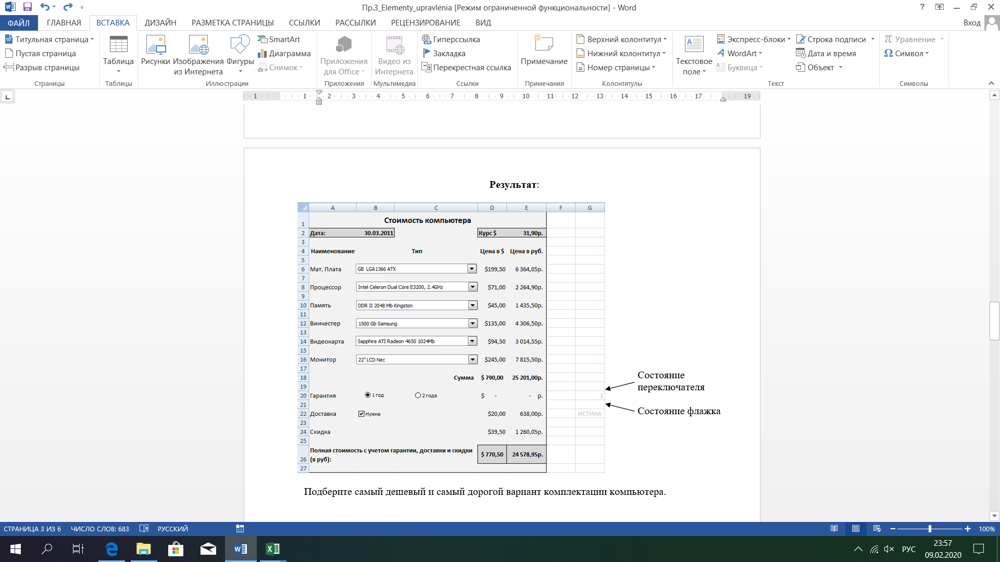 Пр.3_Elementy_upravlenia [Режим ограниченной функциональности] - Word
?
ФАЙЛ ГЛАВНАЯ ВСТАВКА ДИЗАЙН РАЗМЕТКА СТРАНИЦЫ ССЫЛКИ РАССЫЛКИ РЕЦЕНЗИРОВАНИЕ ВИД Вход
Титульная страница
Пустая страница
Разрыв страницы
Страницы
Таблица
Таблицы
Рисунки
Изображения
из Интернета
Фигуры
SmartArt
Диаграмма
Снимок
Иллюстрации
Приложения
для Office
Приложения
Видео из
Интернета
Мультимедиа
Гиперссылка
Закладка
Перекрестная ссылка
Ссылки
Примечание
Примечания
Верхний колонтитул
Нижний колонтитул
Номер страницы
Колонтитулы
Текстовое
поле
Экспресс-блоки
WordArt
Буквица
Строка подписи
Дата и время
Объект
Текст
Уравнение
Символ
Символы
1 1 2 3 4 5 6 7 8 9 10 11 12 13 14 15 16 17 19
Результат:
A B C D E F G
1 Стоимость компьютера
2 Дата: 30.03.2011 Курс $ 31,90р.
3
4 Наименование Тип Цена в $ Цена в руб.
5
6 Мат. Плата GB LGA1366 ATX $199,50 6 364,05р.
7
8 Процессор Intel Celeron Dual Core E3200, 2.4GHz $71,00 2 264,90р.
9
10 Память DDR II 2048 Mb Kingston $45,00 1 435,50р.
11
12 Винчестер 1500 Gb Samsung $135,00 4 306,50р.
13
14 Видеокарта Sapphire ATI Radeon 4650 1024Mb $94,50 3 014,55р.
15
16 Монитор 22" LCD Nec $245,00 7 815,50р.
17
18 Сумма $ 790,00 25 201,00р.
19
20 Гарантия 1 год 2 года $ - - р. 1
21
22 Доставка Нужна $20,00 638,00р. ИСТИНА
23
24 Скидка $39,50 1 260,05р.
25
Полная стоимость с учетом гарантии, доставки и скидки
26 (в руб): $ 770,50 24 578,95р.
27
Состояние
переключателя
Состояние флажка
Подберите самый дешевый и самый дорогой вариант комплектации компьютера.
СТРАНИЦА 3 ИЗ 6 ЧИСЛО СЛОВ: 683 РУССКИЙ 100%
РУС
23:57
09.02.2020